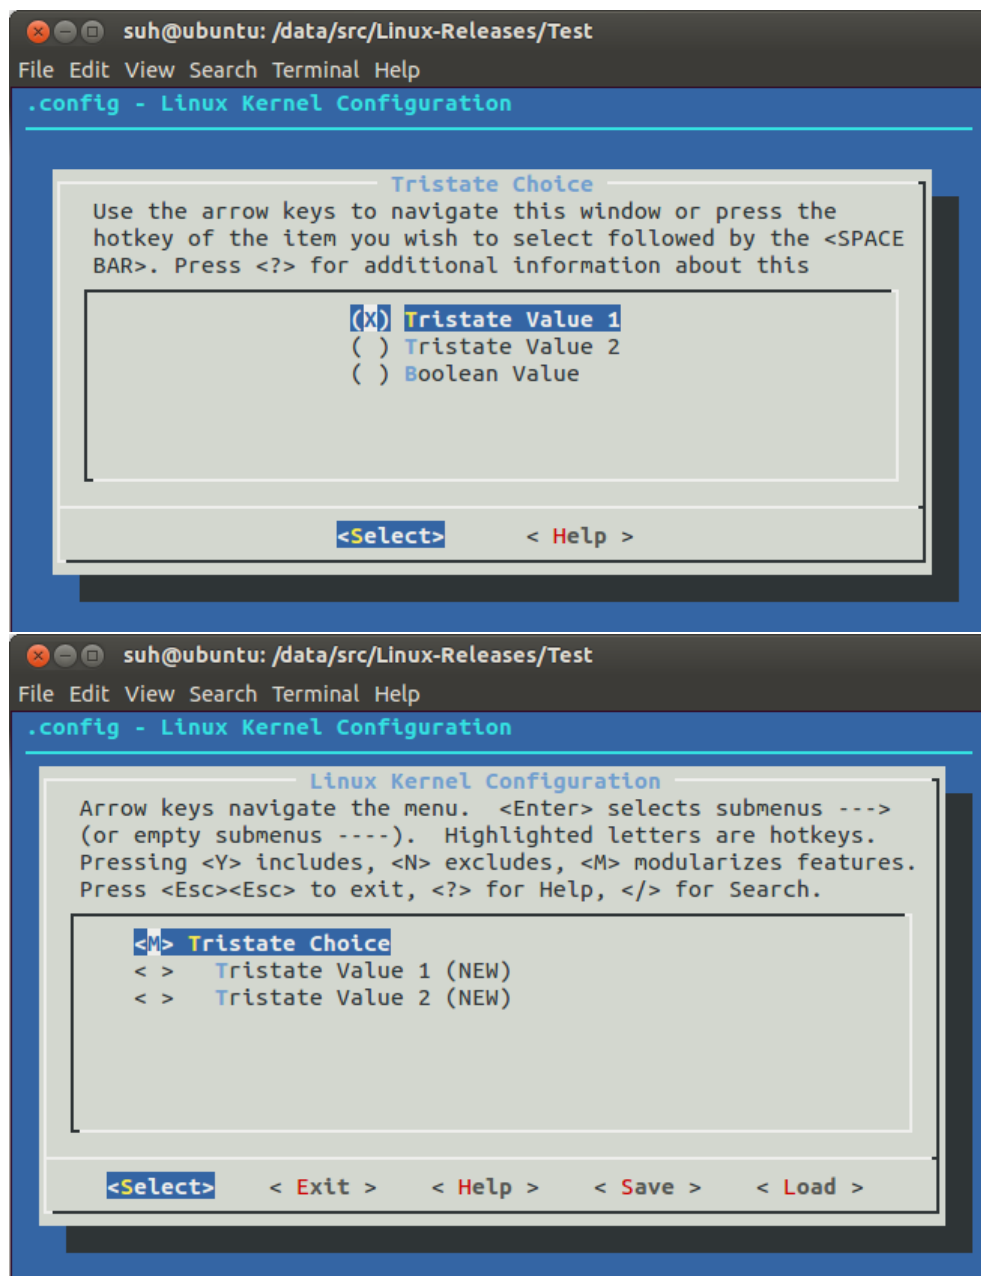 suh@ubuntu: /data/src/Linux-Releases/Test
File Edit View Search Terminal Help
.config - Linux Kernel Configuration
Tristate Choice
Use the arrow keys to navigate this window or press the
hotkey of the item you wish to select followed by the <SPACE
BAR>. Press <?> for additional information about this
(X) Tristate Value 1
( ) Tristate Value 2
( ) Boolean Value
<Select> < Help >
suh@ubuntu: /data/src/Linux-Releases/Test
File Edit View Search Terminal Help
.config - Linux Kernel Configuration
Linux Kernel Configuration
Arrow keys navigate the menu.  <Enter> selects submenus --->
(or empty submenus ----).  Highlighted letters are hotkeys.
Pressing <Y> includes, <N> excludes, <M> modularizes features.
Press <Esc><Esc> to exit, <?> for Help, </> for Search.
<M> Tristate Choice
< >   Tristate Value 1 (NEW)
< >   Tristate Value 2 (NEW)
<Select> < Exit > < Help > < Save > < Load >